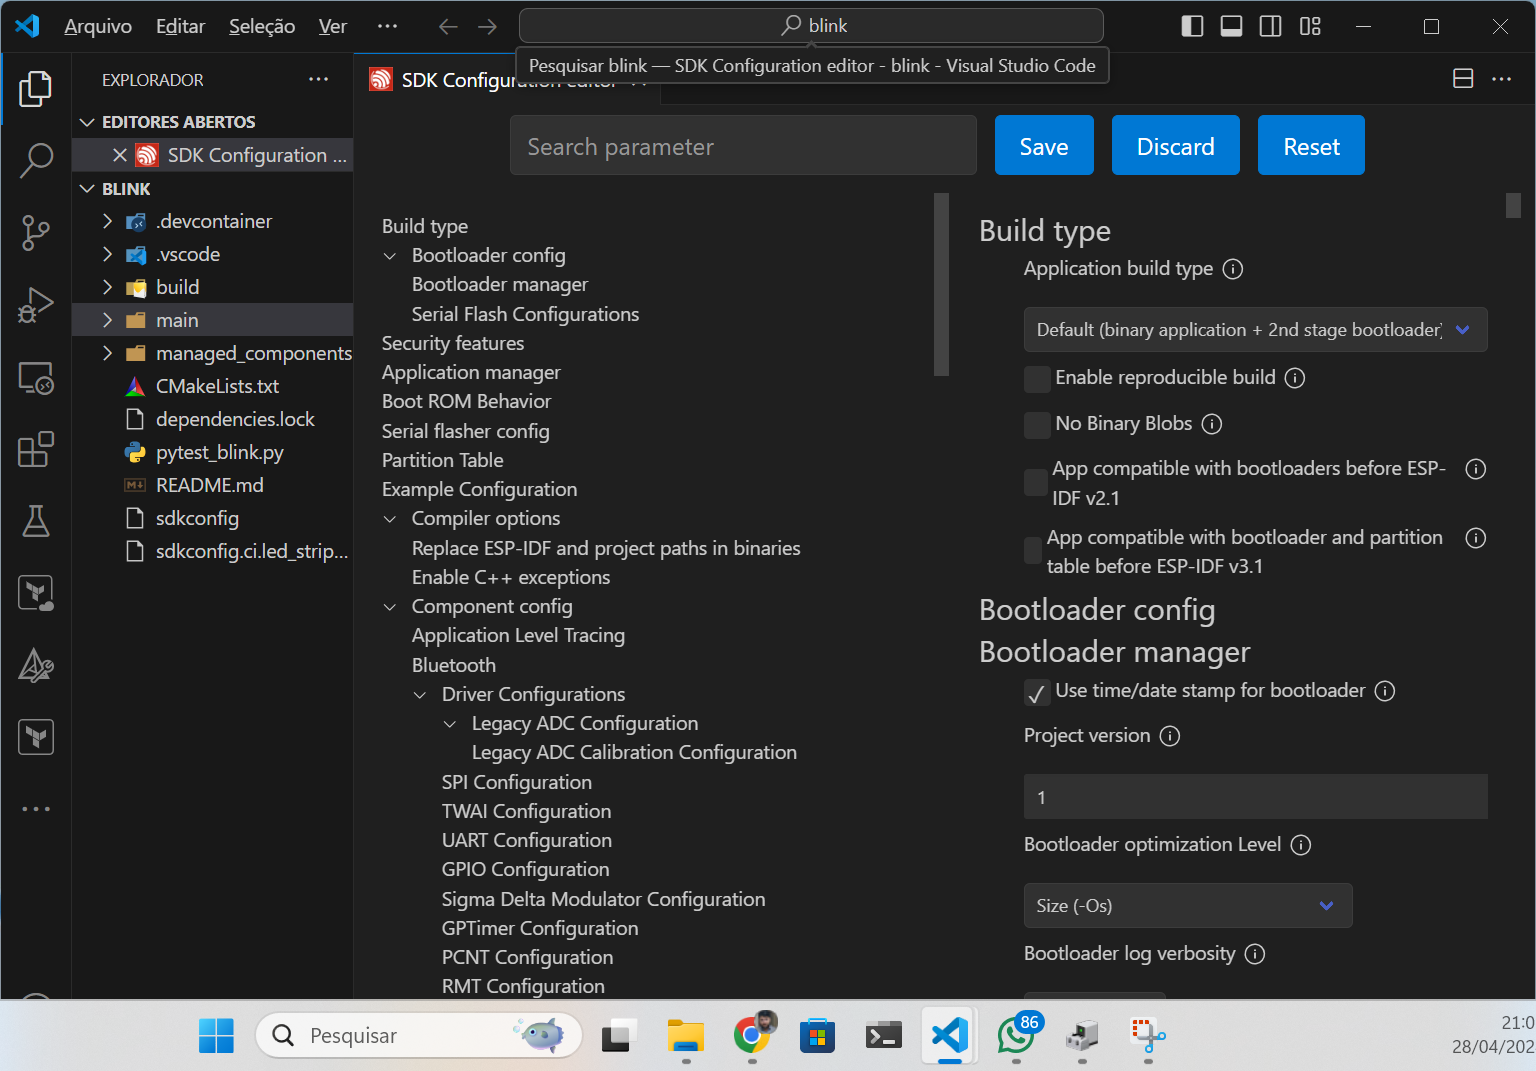 Arquivo Editar Seleção Ver ··· blink
Pesquisar blink — SDK Configuration editor - blink - Visual Studio Code
EXPLORADOR ···
SDK Configuration editor
EDITORES ABERTOS
SDK Configuration ...
BLINK
.devcontainer
.vscode
build
main
managed_components
CMakeLists.txt
dependencies.lock
pytest_blink.py
README.md
sdkconfig
sdkconfig.ci.led_strip...
Search parameter
Save
Discard
Reset
Build type
Bootloader config
Bootloader manager
Serial Flash Configurations
Security features
Application manager
Boot ROM Behavior
Serial flasher config
Partition Table
Example Configuration
Compiler options
Replace ESP-IDF and project paths in binaries
Enable C++ exceptions
Component config
Application Level Tracing
Bluetooth
Driver Configurations
Legacy ADC Configuration
Legacy ADC Calibration Configuration
SPI Configuration
TWAI Configuration
UART Configuration
GPIO Configuration
Sigma Delta Modulator Configuration
GPTimer Configuration
PCNT Configuration
RMT Configuration
Build type
Application build type
Default (binary application + 2nd stage bootloader)
Enable reproducible build
No Binary Blobs
App compatible with bootloaders before ESP-
IDF v2.1
App compatible with bootloader and partition
table before ESP-IDF v3.1
Bootloader config
Bootloader manager
Use time/date stamp for bootloader
Project version
1
Bootloader optimization Level
Size (-Os)
Bootloader log verbosity
Pesquisar
86
21:0
28/04/202